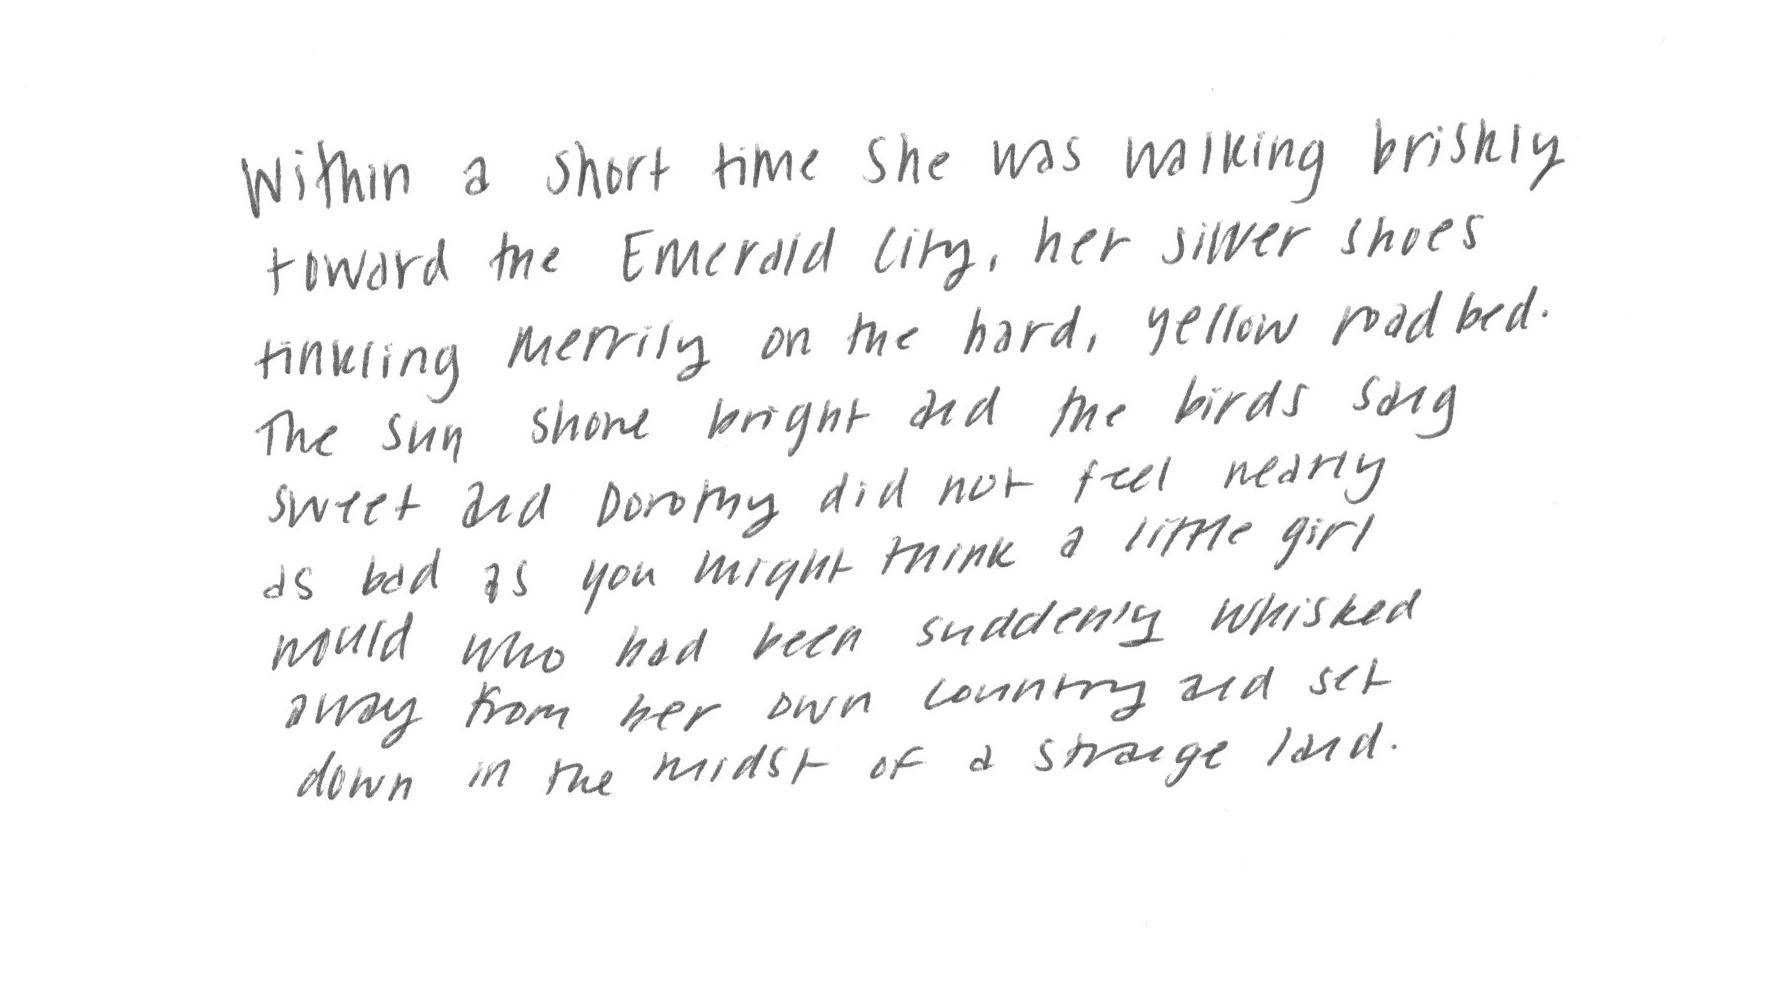 Within a short time she was walking briskly
toward the Emerald City, her silver shoes
tinkling merrily on the hard, yellow road bed.
The sun shone bright and the birds sang
sweet and Dorothy did not feel nearly
as bad as you might think a little girl
would who had been suddenly whisked
away from her own country and set
down in the midst of a strange land.